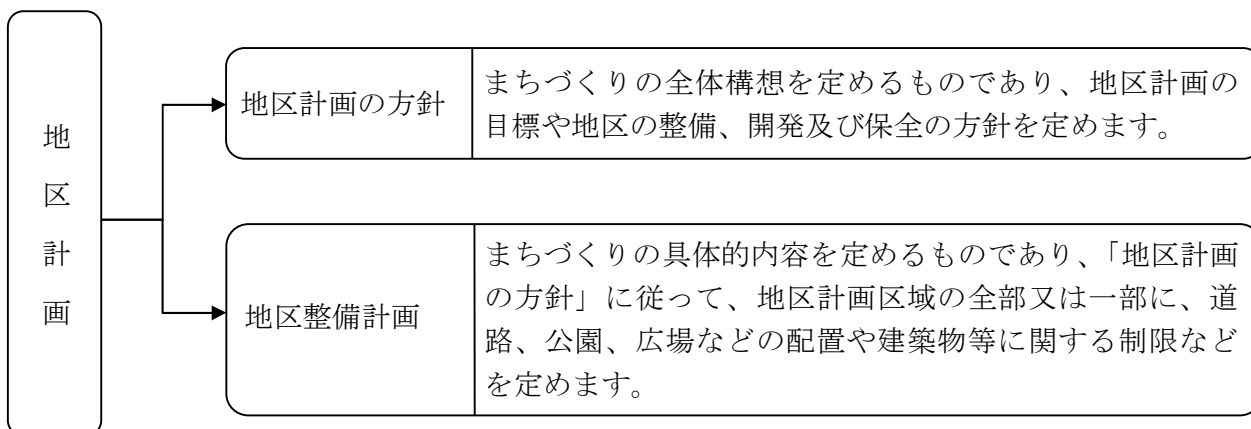 地区計画
地区計画の方針
まちづくりの全体構想を定めるものであり、地区計画の
目標や地区の整備、開発及び保全の方針を定めます。
地区整備計画
まちづくりの具体的内容を定めるものであり、「地区計画
の方針」に従って、地区計画区域の全部又は一部に、道
路、公園、広場などの配置や建築物等に関する制限など
を定めます。